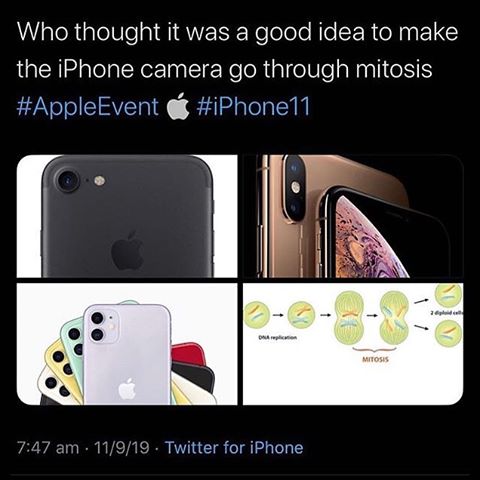 Who thought it was a good idea to make
the iPhone camera go through mitosis
#AppleEvent #iPhone11
DNA replication
MITOSIS
2 diploid cells
7:47 am · 11/9/19 · Twitter for iPhone